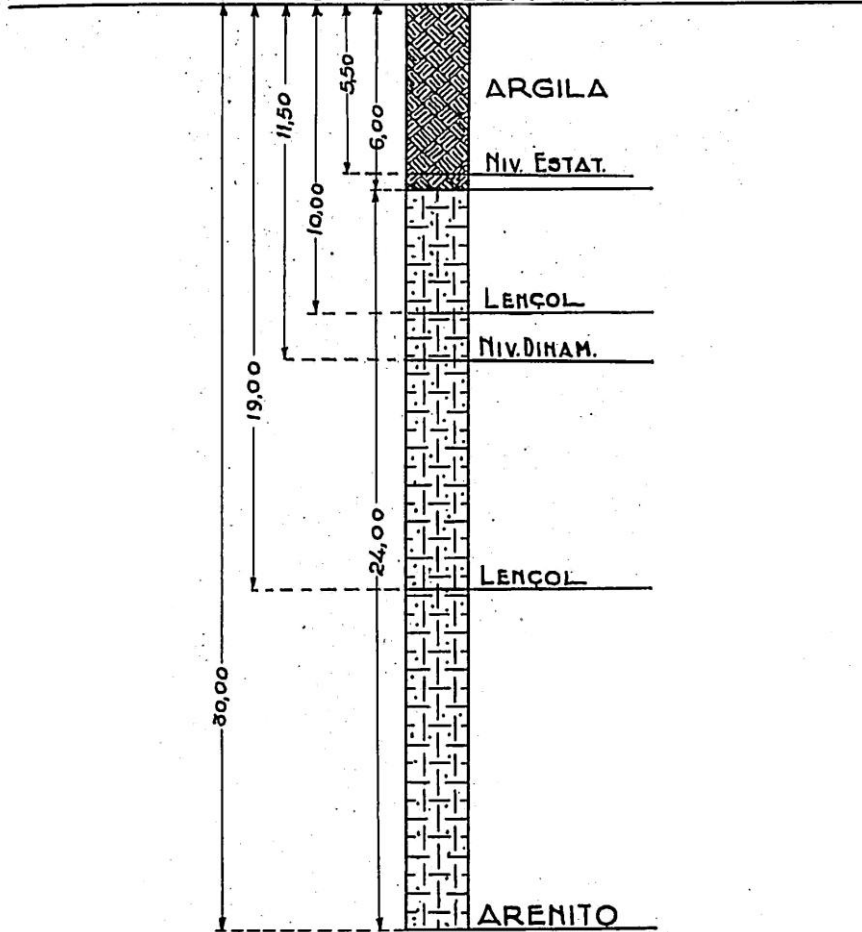 5,50
6,00
ARGILA
11,50
NIV. ESTAT.
10,00
LENÇOL
NIV. DINAM.
19,00
24,00
LENÇOL
30,00
ARENITO